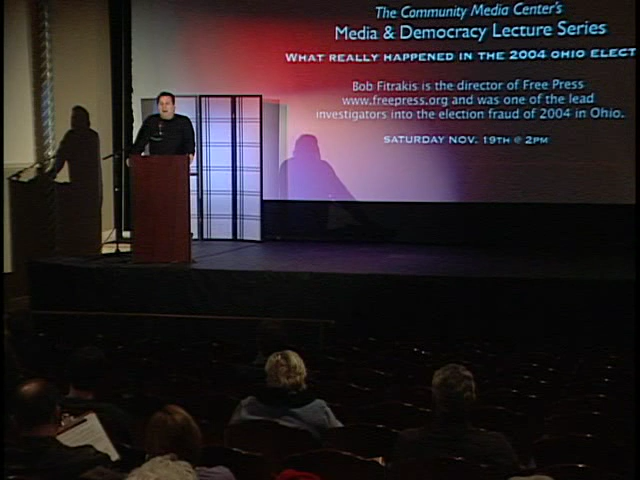 The Community Media Center's
Media & Democracy Lecture Series
WHAT REALLY HAPPENED IN THE 2004 OHIO ELECT
Bob Fitrakis is the director of Free Press
www.freepress.org and was one of the lead
investigators into the election fraud of 2004 in Ohio.
SATURDAY NOV. 19TH @ 2PM